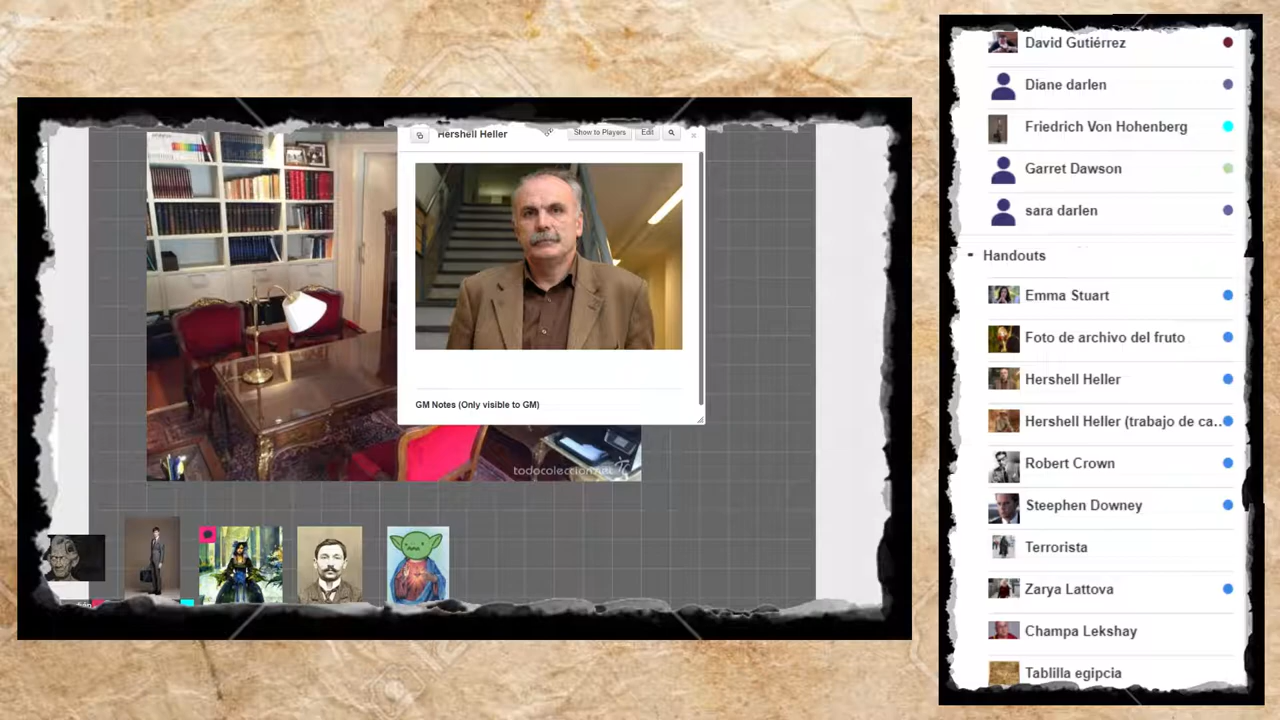 Hershell Heller
Show to Players
Edit
GM Notes (Only visible to GM)
todocoleccion.net
David Gutiérrez
Diane darlen
Friedrich Von Hohenberg
Garret Dawson
sara darlen
Handouts
Emma Stuart
Foto de archivo del fruto
Hershell Heller
Hershell Heller (trabajo de ca...
Robert Crown
Steephen Downey
Terrorista
Zarya Lattova
Champa Lekshay
Tablilla egipcia